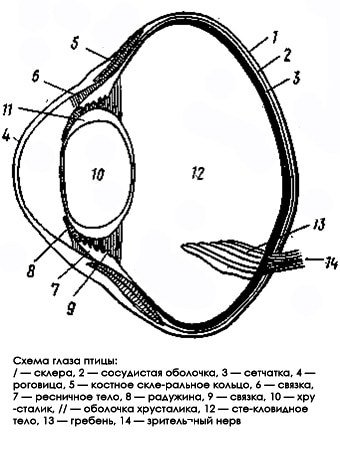 1
2
3
5
6
11
4
10
12
13
14
8
7
9
Схема глаза птицы:
/ — склера, 2 — сосудистая оболочка, 3 — сетчатка, 4 —
роговица, 5 — костное скле-ральное кольцо, 6 — связка,
7 — ресничное тело, 8 — радужина, 9 — связка, 10 — хру
-сталик, // — оболочка хрусталика, 12 — сте-кловидное
тело, 13 — гребень, 14 — зритель¬ный нерв